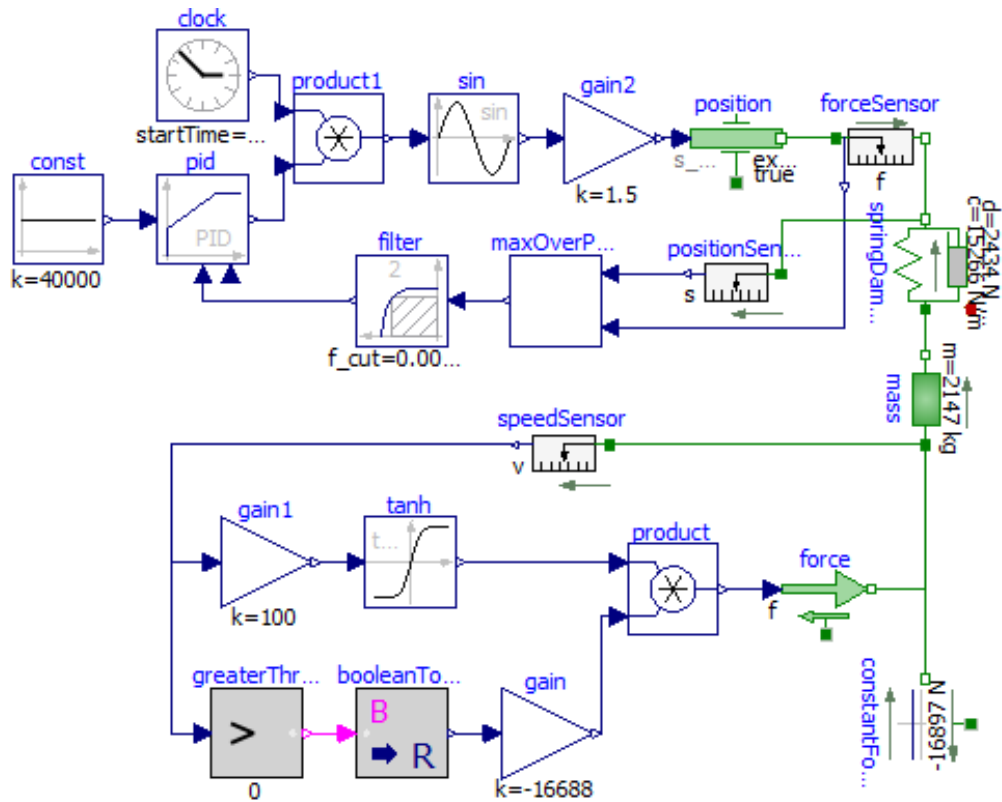 clock
startTime=...
product1
sin
sin
gain2
k=1.5
position
s_...
ex...
true
forceSensor
f
const
k=40000
pid
PID
filter
2
f_cut=0.00...
maxOverP...
positionSen...
s
springDam...
d=2434 N...
c=15266 N/m
mass
m=2147 kg
speedSensor
v
gain1
k=100
tanh
t...
product
force
f
greaterThr...
>
0
booleanTo...
B
R
gain
k=-16688
constantFo...
-16897 N